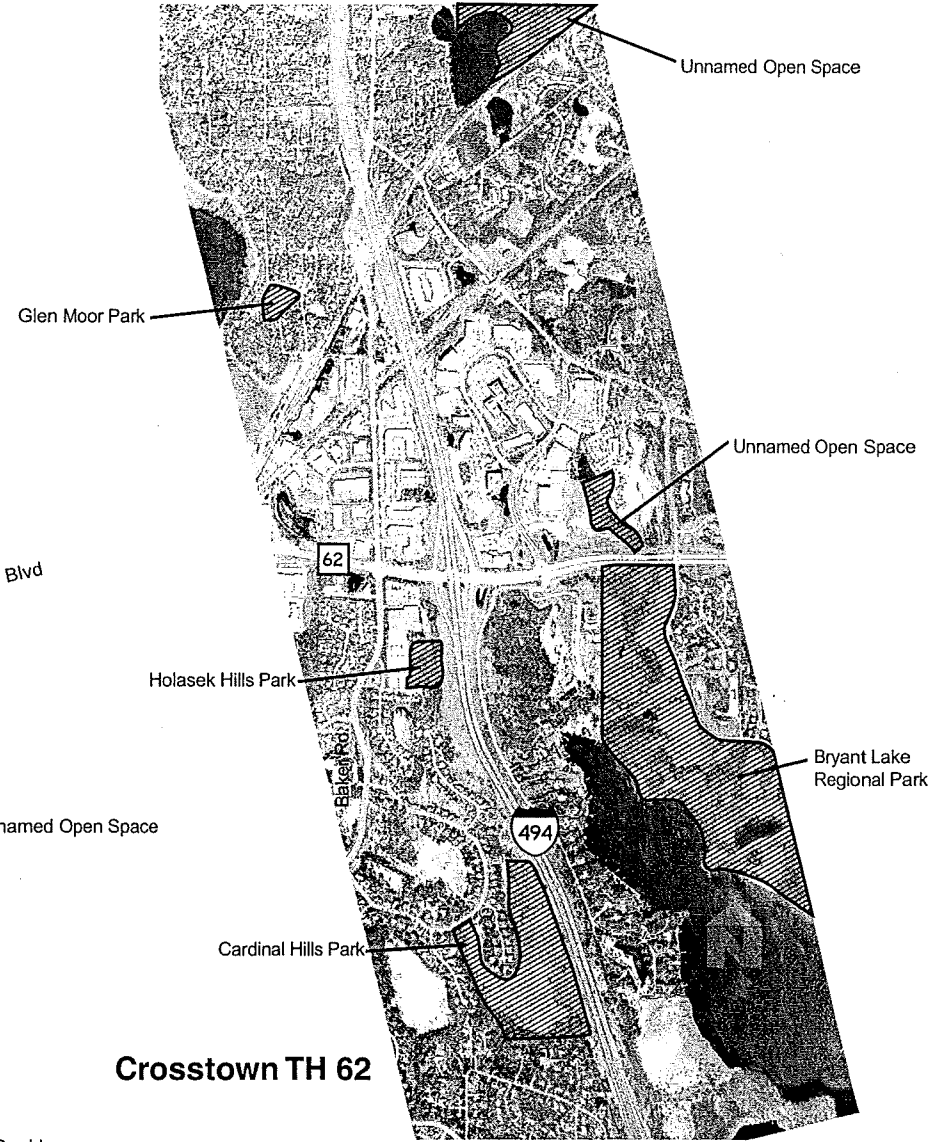 Unnamed Open Space
Glen Moor Park
Unnamed Open Space
62
Blvd
Holasek Hills Park
Baker Rd.
Bryant Lake
Regional Park
named Open Space
494
Cardinal Hills Park
Crosstown TH 62